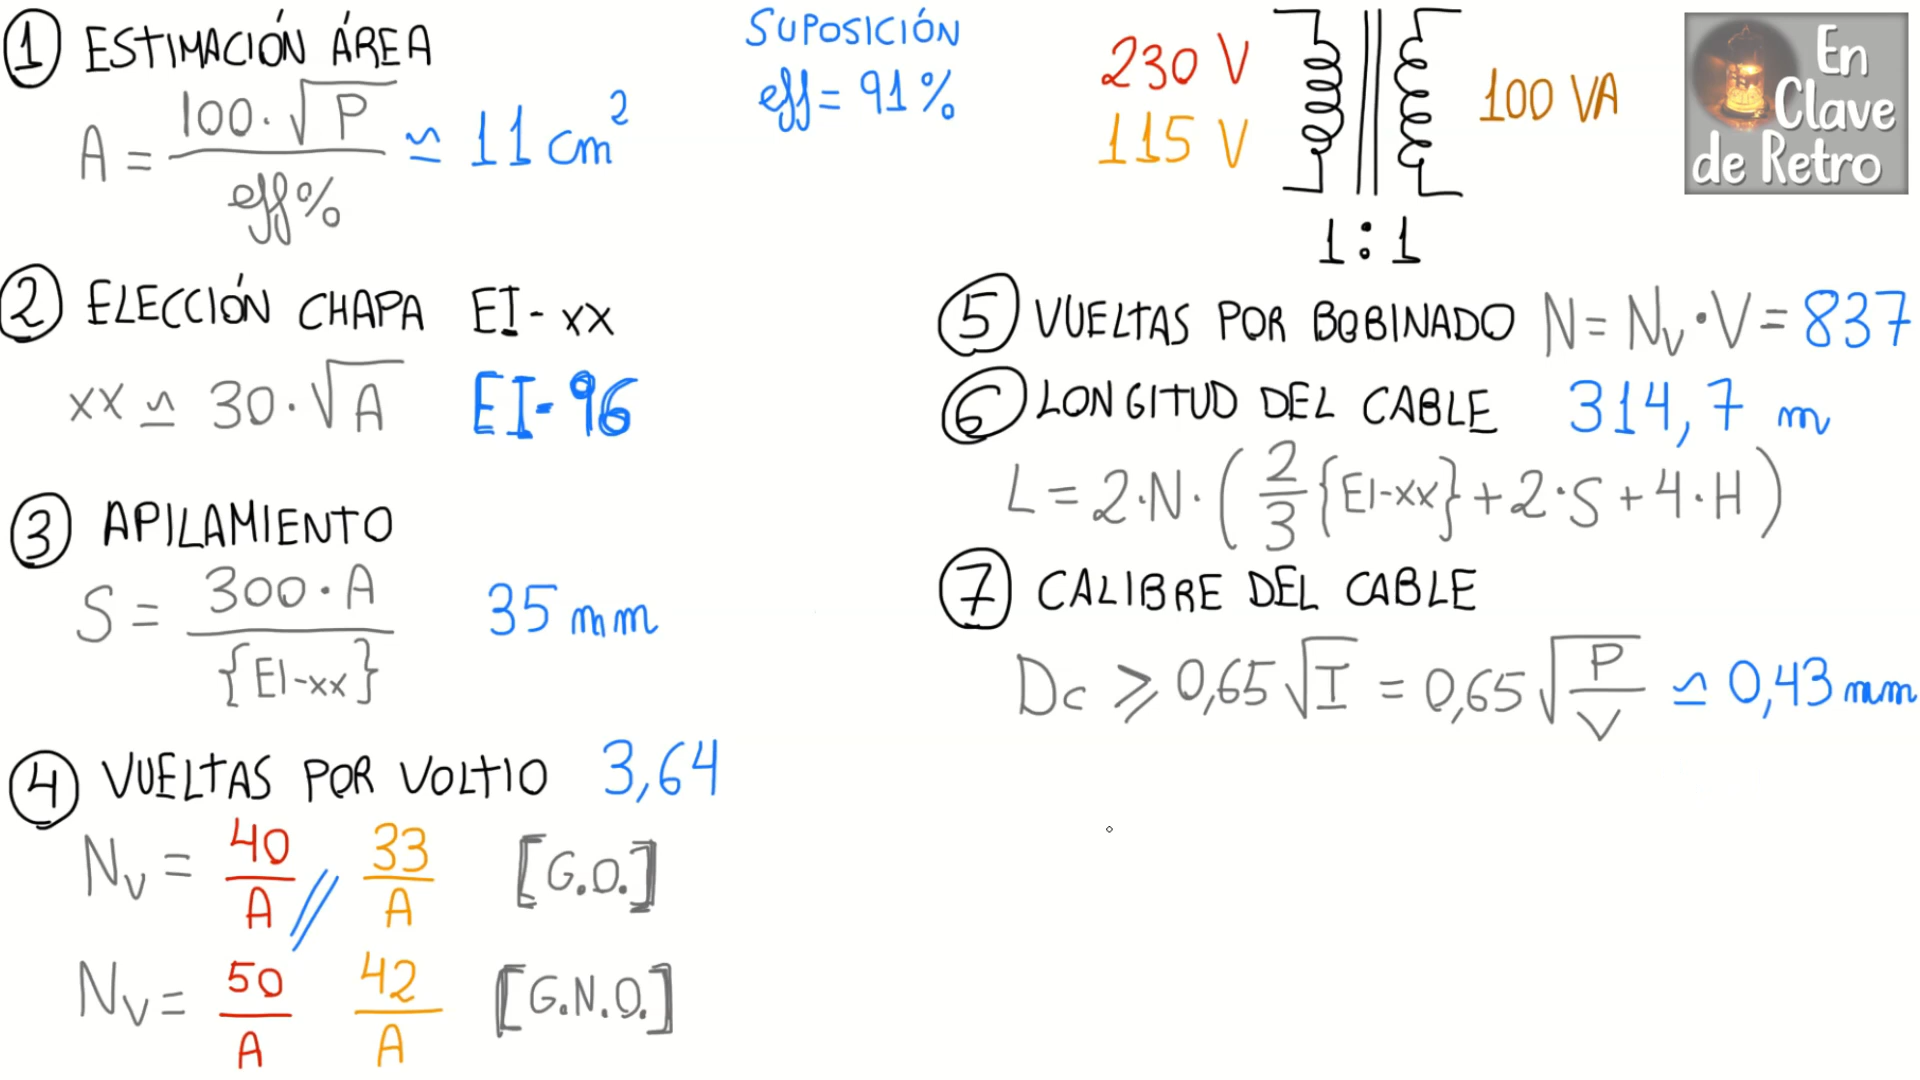 1 ESTIMACIÓN ÁREA
A = 100·√P / eff% ≃ 11 cm²
SUPOSICIÓN
eff = 91%
230 V
115 V
100 VA
1:1
En
Clave
de Retro
2 ELECCIÓN CHAPA EI-xx
xx ≃ 30·√A EI-96
3 APILAMIENTO
S = 300·A / {EI-xx} 35 mm
4 VUELTAS POR VOLTIO 3,64
Nv = 40/A // 33/A [G.O.]
Nv = 50/A 42/A [G.N.O.]
5 VUELTAS POR BOBINADO N = Nv·V = 837
6 LONGITUD DEL CABLE 314,7 m
L = 2·N·(2/3 {EI-xx} + 2·S + 4·H)
7 CALIBRE DEL CABLE
Dc ⩾ 0,65 √I = 0,65 √P/V ≃ 0,43 mm